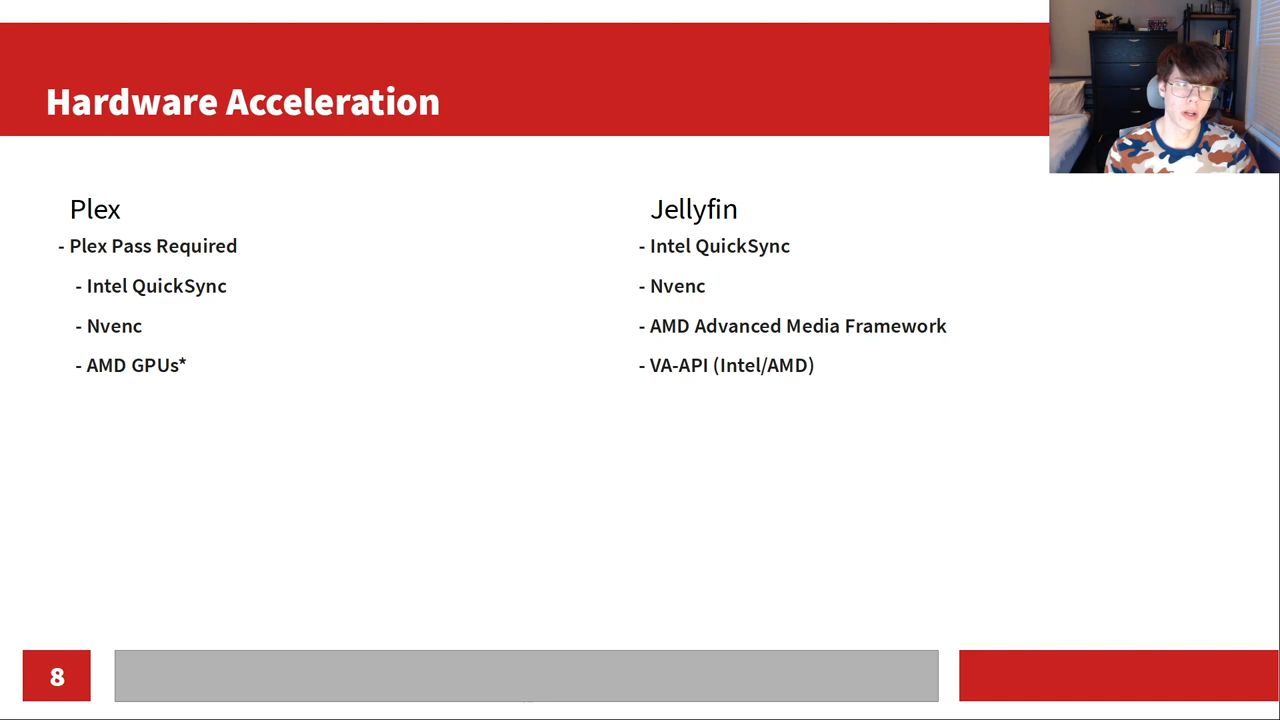 Hardware Acceleration
Plex
- Plex Pass Required
- Intel QuickSync
- Nvenc
- AMD GPUs*
Jellyfin
- Intel QuickSync
- Nvenc
- AMD Advanced Media Framework
- VA-API (Intel/AMD)
8